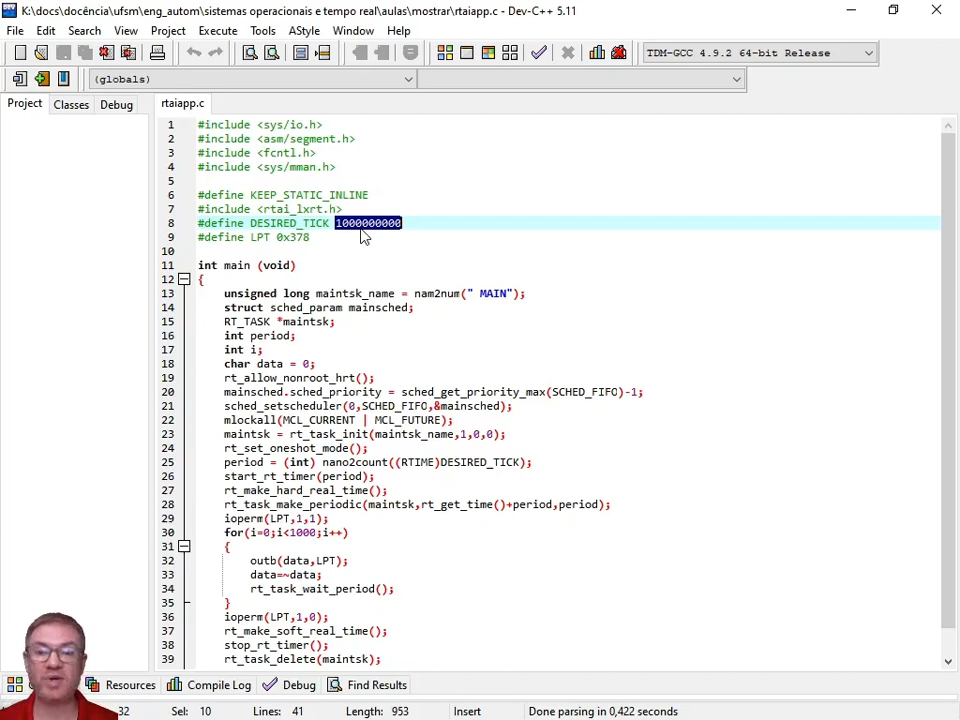 K:\docs\docência\ufsm\eng_autom\sistemas operacionais e tempo real\aulas\mostrar\rtaiapp.c - Dev-C++ 5.11
File Edit Search View Project Execute Tools AStyle Window Help
TDM-GCC 4.9.2 64-bit Release
(globals)
Project Classes Debug
rtaiapp.c
1 #include <sys/io.h>
2 #include <asm/segment.h>
3 #include <fcntl.h>
4 #include <sys/mman.h>
5
6 #define KEEP_STATIC_INLINE
7 #include <rtai_lxrt.h>
8 #define DESIRED_TICK 1000000000
9 #define LPT 0x378
10
11 int main (void)
12 {
13 unsigned long maintsk_name = nam2num(" MAIN");
14 struct sched_param mainsched;
15 RT_TASK *maintsk;
16 int period;
17 int i;
18 char data = 0;
19 rt_allow_nonroot_hrt();
20 mainsched.sched_priority = sched_get_priority_max(SCHED_FIFO)-1;
21 sched_setscheduler(0,SCHED_FIFO,&mainsched);
22 mlockall(MCL_CURRENT | MCL_FUTURE);
23 maintsk = rt_task_init(maintsk_name,1,0,0);
24 rt_set_oneshot_mode();
25 period = (int) nano2count((RTIME)DESIRED_TICK);
26 start_rt_timer(period);
27 rt_make_hard_real_time();
28 rt_task_make_periodic(maintsk,rt_get_time()+period,period);
29 ioperm(LPT,1,1);
30 for(i=0;i<1000;i++)
31 {
32 outb(data,LPT);
33 data=~data;
34 rt_task_wait_period();
35 }
36 ioperm(LPT,1,0);
37 rt_make_soft_real_time();
38 stop_rt_timer();
39 rt_task_delete(maintsk);
Resources Compile Log Debug Find Results
32 Sel: 10 Lines: 41 Length: 953 Insert Done parsing in 0,422 seconds